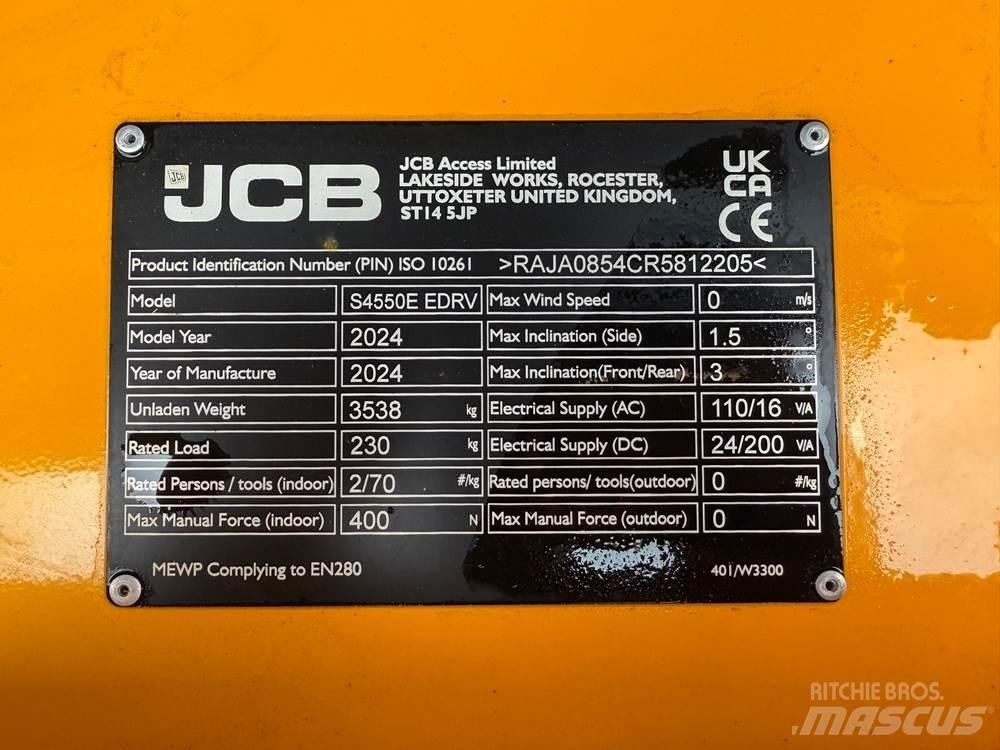 JCB
JCB
JCB Access Limited
LAKESIDE WORKS, ROCESTER,
UTTOXETER UNITED KINGDOM,
ST14 5JP
UK
CA
CE
Product Identification Number (PIN) ISO 10261 >RAJA0854CR5812205<
Model S4550E EDRV Max Wind Speed 0 m/s
Model Year 2024 Max Inclination (Side) 1.5 °
Year of Manufacture 2024 Max Inclination(Front/Rear) 3 °
Unladen Weight 3538 kg Electrical Supply (AC) 110/16 V/A
Rated Load 230 kg Electrical Supply (DC) 24/200 V/A
Rated Persons / tools (indoor) 2/70 #/kg Rated persons/ tools(outdoor) 0 #/kg
Max Manual Force (indoor) 400 N Max Manual Force (outdoor) 0 N
MEWP Complying to EN280 401/W3300
RITCHIE BROS.
MASCUS